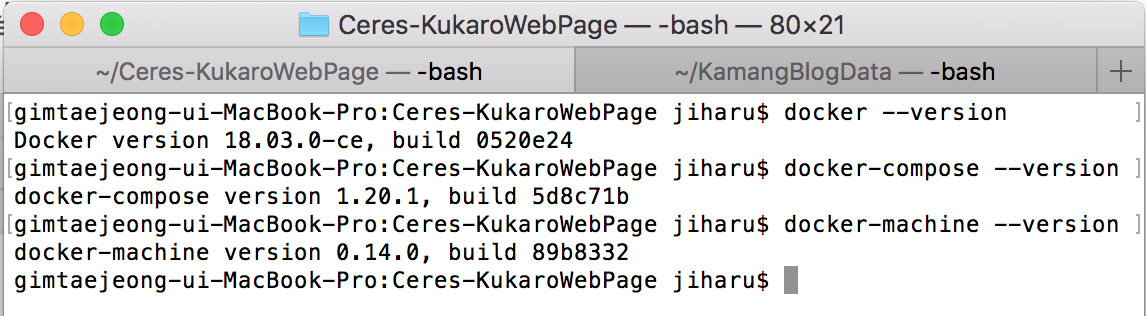 Ceres-KukaroWebPage — -bash — 80×21
~/Ceres-KukaroWebPage — -bash
~/KamangBlogData — -bash
[gimtaejeong-ui-MacBook-Pro:Ceres-KukaroWebPage jiharu$ docker --version ]
Docker version 18.03.0-ce, build 0520e24
[gimtaejeong-ui-MacBook-Pro:Ceres-KukaroWebPage jiharu$ docker-compose --version ]
docker-compose version 1.20.1, build 5d8c71b
[gimtaejeong-ui-MacBook-Pro:Ceres-KukaroWebPage jiharu$ docker-machine --version ]
docker-machine version 0.14.0, build 89b8332
gimtaejeong-ui-MacBook-Pro:Ceres-KukaroWebPage jiharu$